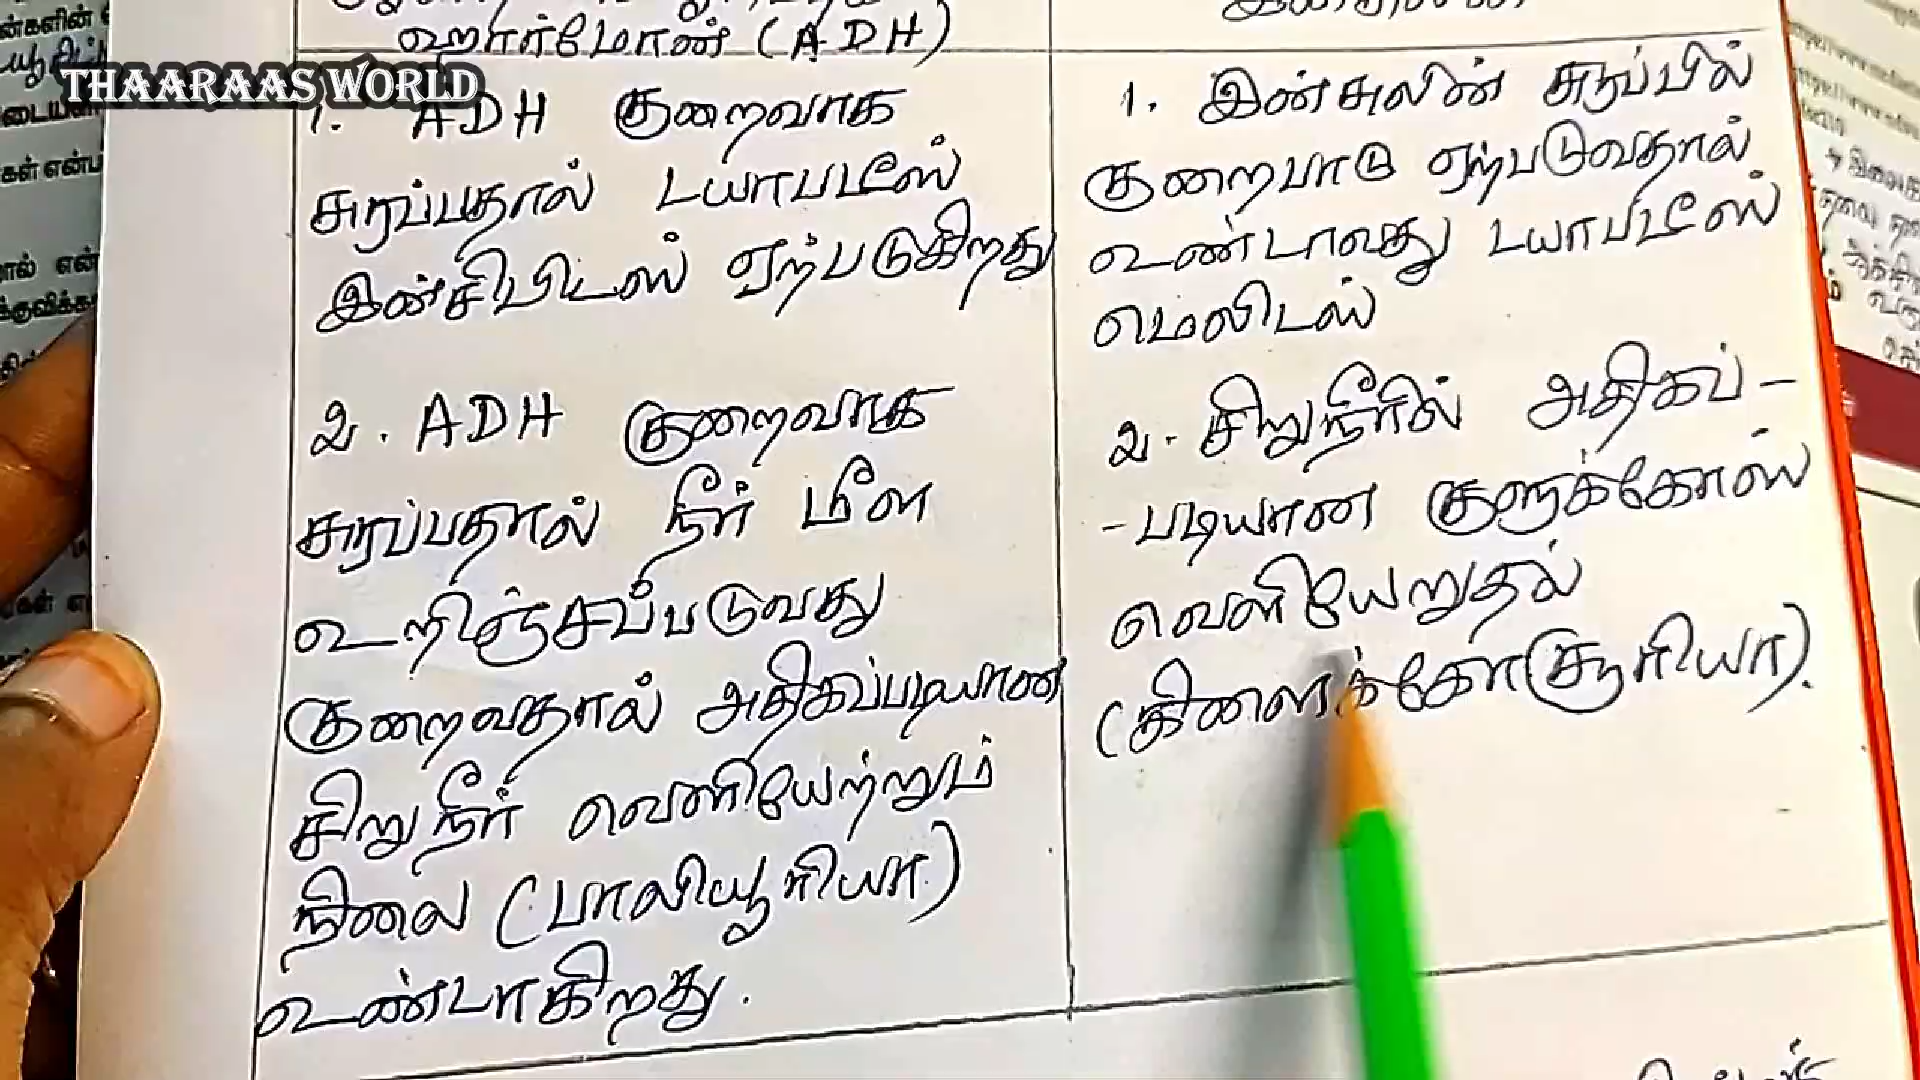 ஹார்மோன் (ADH)
THAARAAS WORLD
1. ADH குறைவாக
சுரப்பதால் டயாபடீஸ்
இன்சிபிடஸ் ஏற்படுகிறது
2. ADH குறைவாக
சுரப்பதால் நீர் மீள
உறிஞ்சப்படுவது
குறைவதால் அதிகப்படியான
சிறுநீர் வெளியேற்றும்
நிலை (பாலியூரியா)
உண்டாகிறது.
1. இன்சுலின் சுரப்பில்
குறைபாடு ஏற்படுவதால்
உண்டாவது டயாபடீஸ்
மெலிடஸ்
2. சிறுநீரில் அதிகப்-
-படியான குளுக்கோஸ்
வெளியேறுதல்
(கிளைக்கோசூரியா).